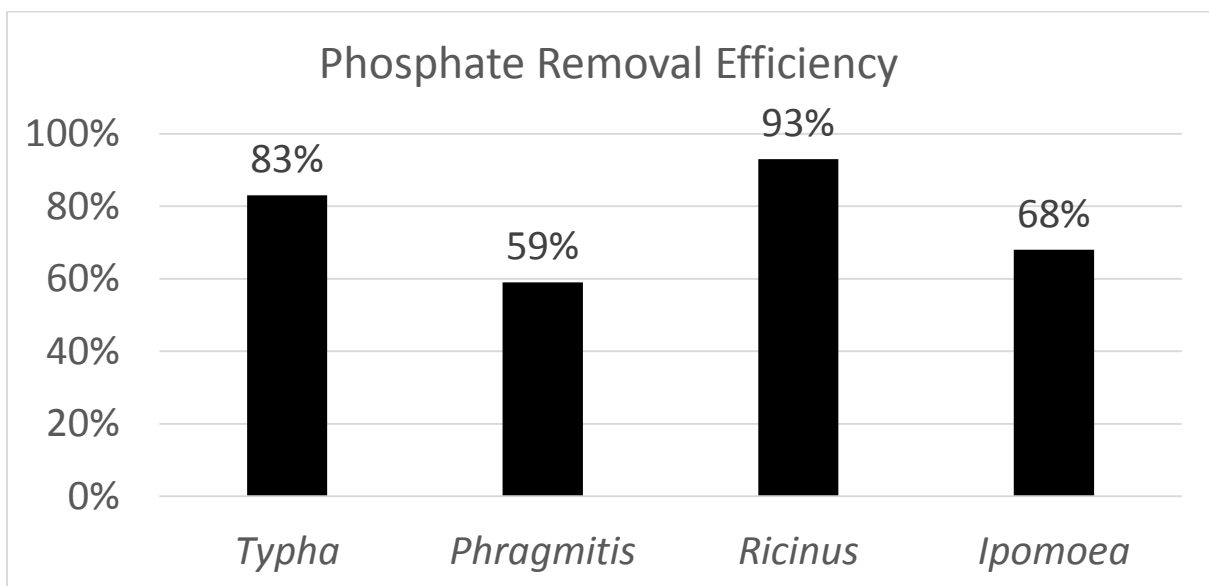 Phosphate Removal Efficiency
100%
80%
60%
40%
20%
0%
83%
59%
93%
68%
Typha
Phragmitis
Ricinus
Ipomoea